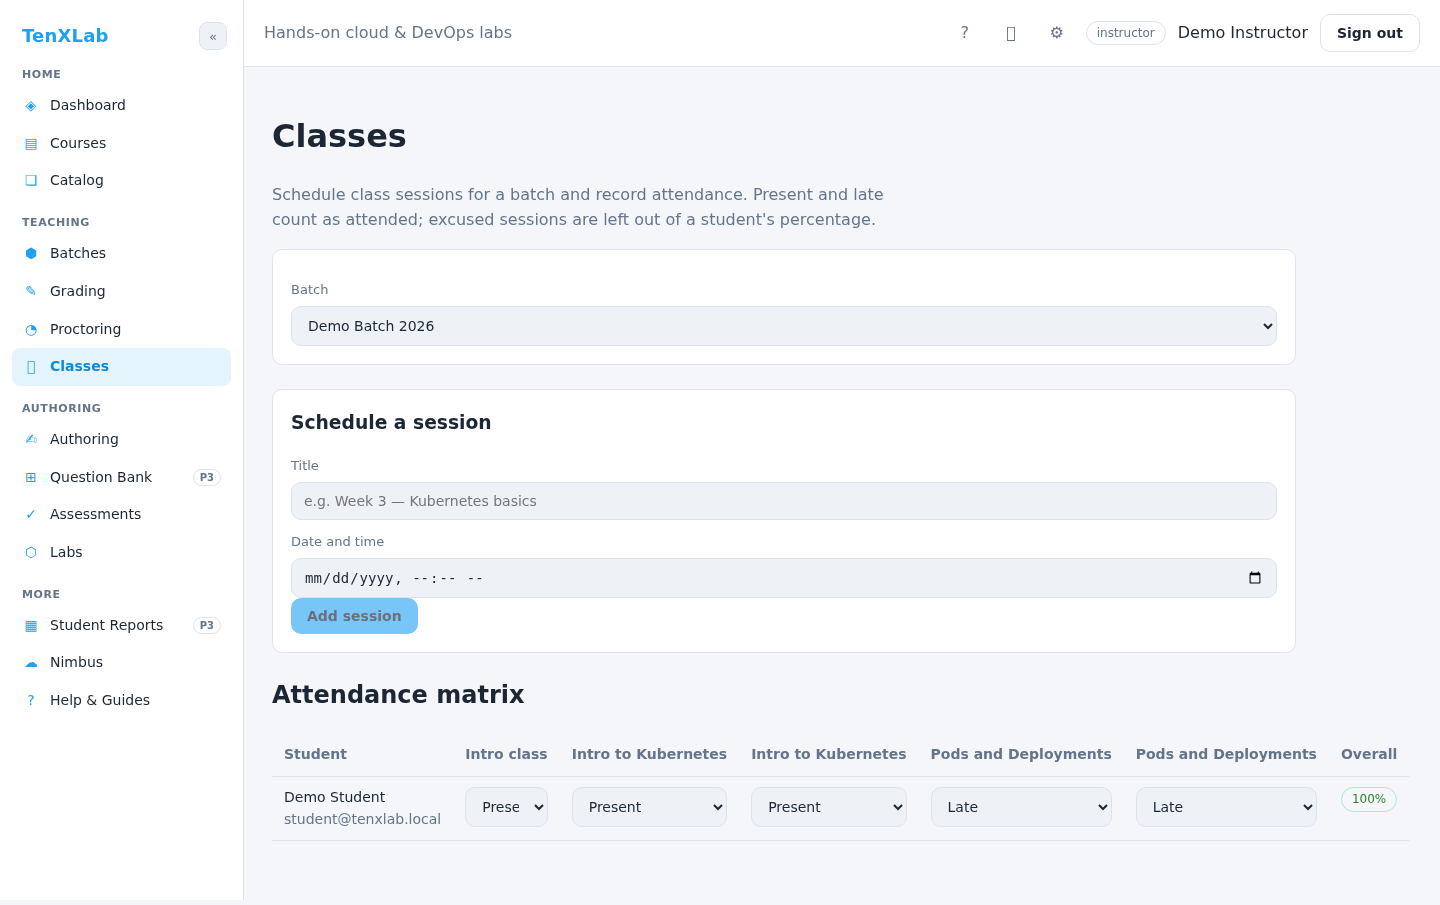 TenXLab
«
Hands-on cloud & DevOps labs
?
instructor
Demo Instructor
Sign out
HOME
Dashboard
Courses
Catalog
TEACHING
Batches
Grading
Proctoring
Classes
AUTHORING
Authoring
Question Bank P3
Assessments
Labs
MORE
Student Reports P3
Nimbus
? Help & Guides
Classes
Schedule class sessions for a batch and record attendance. Present and late
count as attended; excused sessions are left out of a student's percentage.
Batch
Demo Batch 2026
Schedule a session
Title
e.g. Week 3 — Kubernetes basics
Date and time
mm/dd/yyyy, --:-- --
Add session
Attendance matrix
Student Intro class Intro to Kubernetes Intro to Kubernetes Pods and Deployments Pods and Deployments Overall
Demo Student Prese Present Present Late Late 100%
student@tenxlab.local